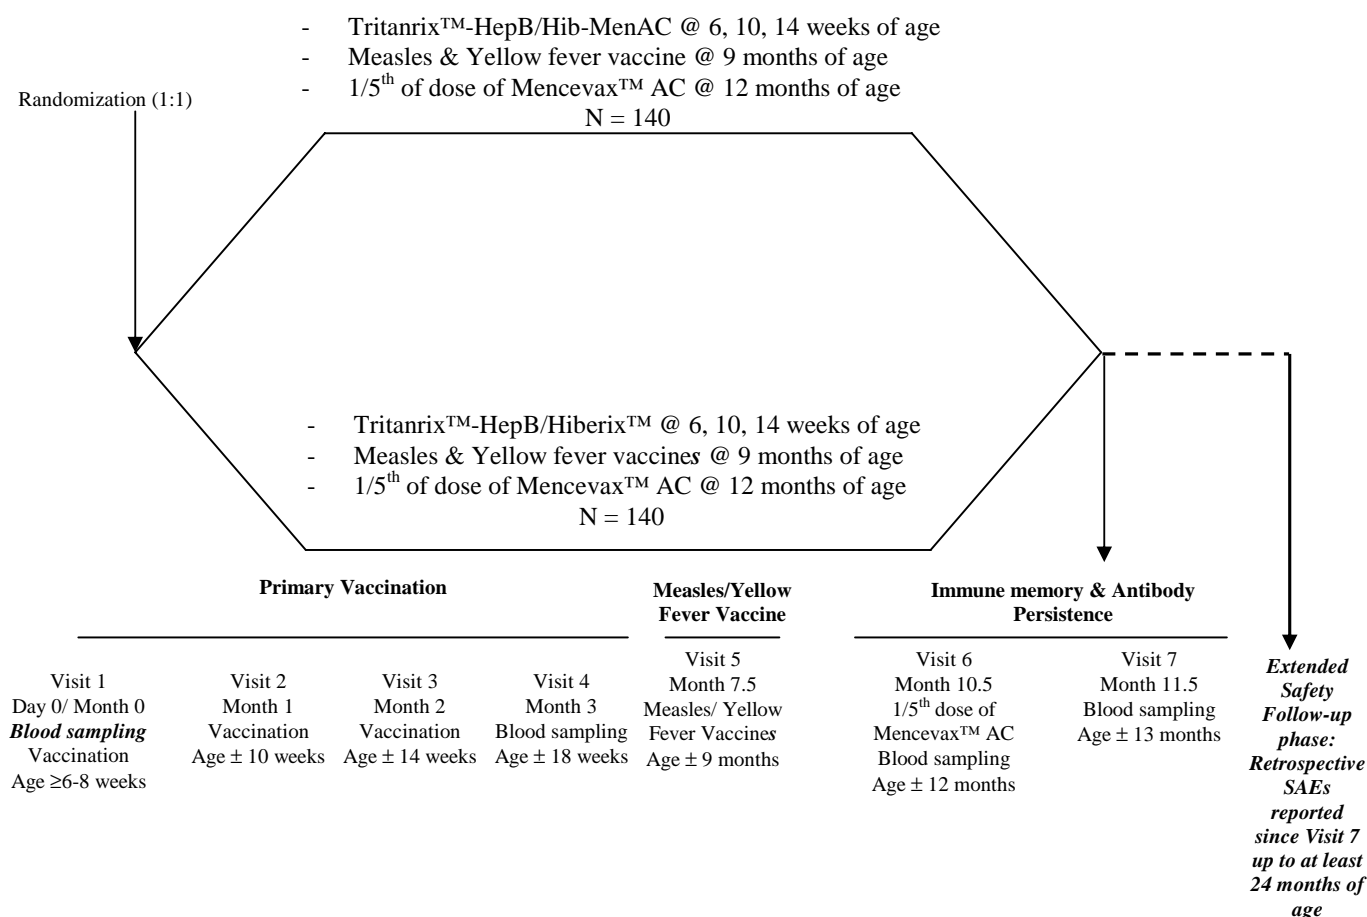 - Tritanrix™-HepB/Hib-MenAC @ 6, 10, 14 weeks of age
- Measles & Yellow fever vaccine @ 9 months of age
- 1/5th of dose of Mencevax™ AC @ 12 months of age
N = 140
Randomization (1:1)
- Tritanrix™-HepB/Hiberix™ @ 6, 10, 14 weeks of age
- Measles & Yellow fever vaccines @ 9 months of age
- 1/5th of dose of Mencevax™ AC @ 12 months of age
N = 140
Primary Vaccination
Measles/Yellow
Fever Vaccine
Immune memory & Antibody
Persistence
Visit 1
Day 0/ Month 0
Blood sampling
Vaccination
Age ≥6-8 weeks
Visit 2
Month 1
Vaccination
Age ± 10 weeks
Visit 3
Month 2
Vaccination
Age ± 14 weeks
Visit 4
Month 3
Blood sampling
Age ± 18 weeks
Visit 5
Month 7.5
Measles/ Yellow
Fever Vaccines
Age ± 9 months
Visit 6
Month 10.5
1/5th dose of
Mencevax™ AC
Blood sampling
Age ± 12 months
Visit 7
Month 11.5
Blood sampling
Age ± 13 months
Extended
Safety
Follow-up
phase:
Retrospective
SAEs
reported
since Visit 7
up to at least
24 months of
age